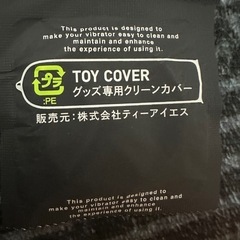 This product is designed to
make your vibrator easy to clean and
maintain and enhance
the experience of using it.
プラ
:PE
TOY COVER
グッズ専用クリーンカバー
販売元:株式会社ティーアイエス
This product is designed to
make your vibrator easy to clean and
maintain and enhance
the experience of using it.